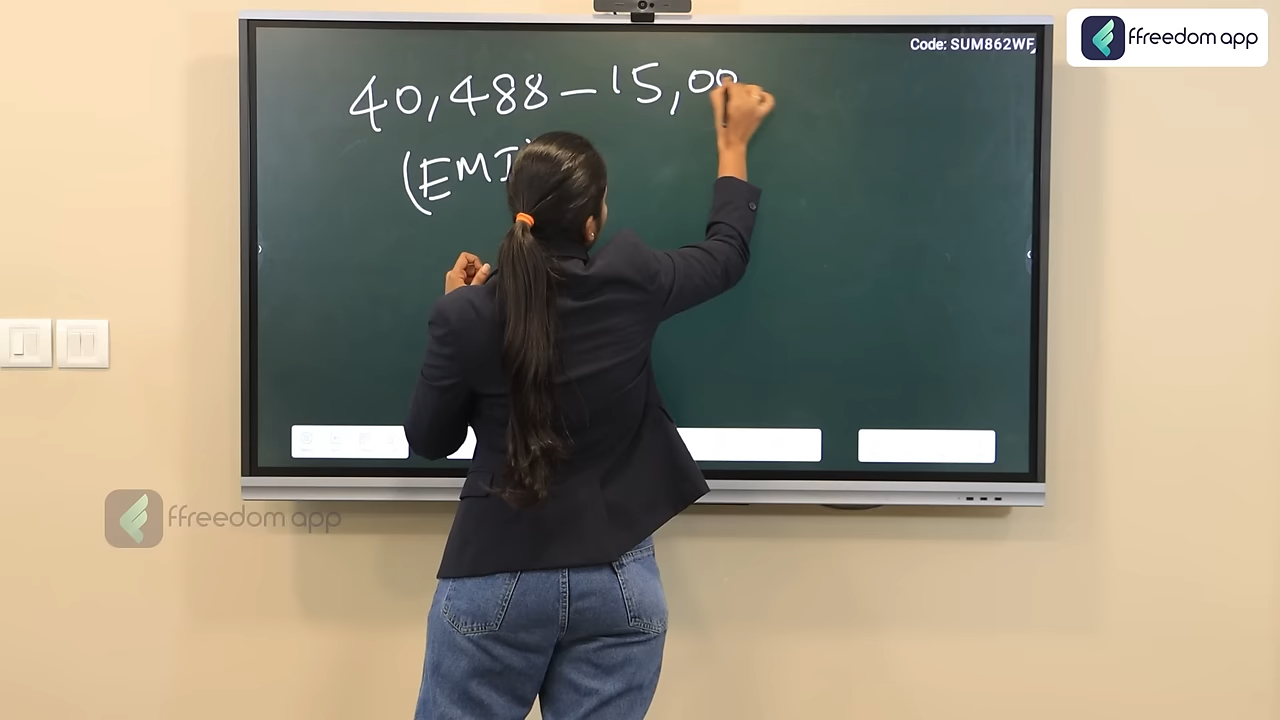 ffreedom app
Code: SUM862WF
40,488 - 15,00
(EMI)
ffreedom app